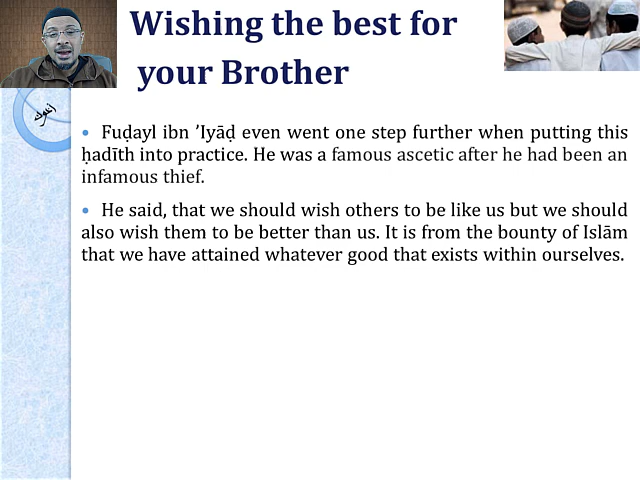 Wishing the best for
your Brother
• Fuḍayl ibn ’Iyāḍ even went one step further when putting this
ḥadīth into practice. He was a famous ascetic after he had been an
infamous thief.
• He said, that we should wish others to be like us but we should
also wish them to be better than us. It is from the bounty of Islām
that we have attained whatever good that exists within ourselves.